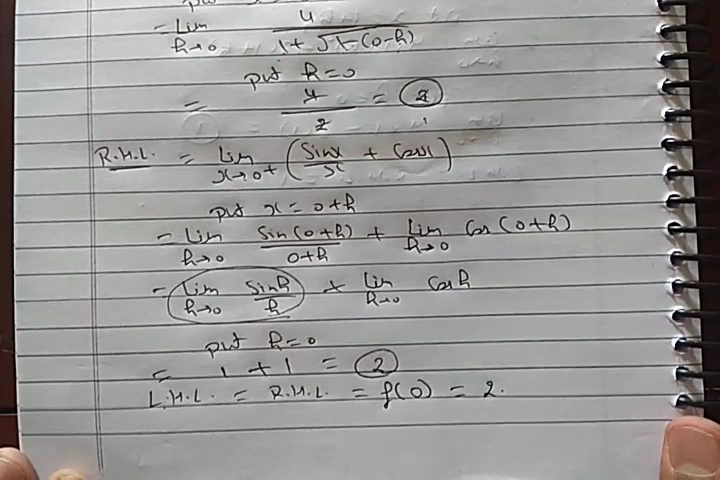 = Lim h→0 4 / 1+ √1-(0-h)
put h=0
= 4/2 = 2
R.H.L. = Lim x→0+ (Sinx/x + Cosx)
put x = 0+h
= Lim h→0 Sin(0+h)/0+h + Lim h→0 Cos(0+h)
= Lim h→0 Sinh/h + Lim h→0 Cosh
put h=0
= 1 + 1 = 2
L.H.L. = R.H.L. = f(0) = 2.